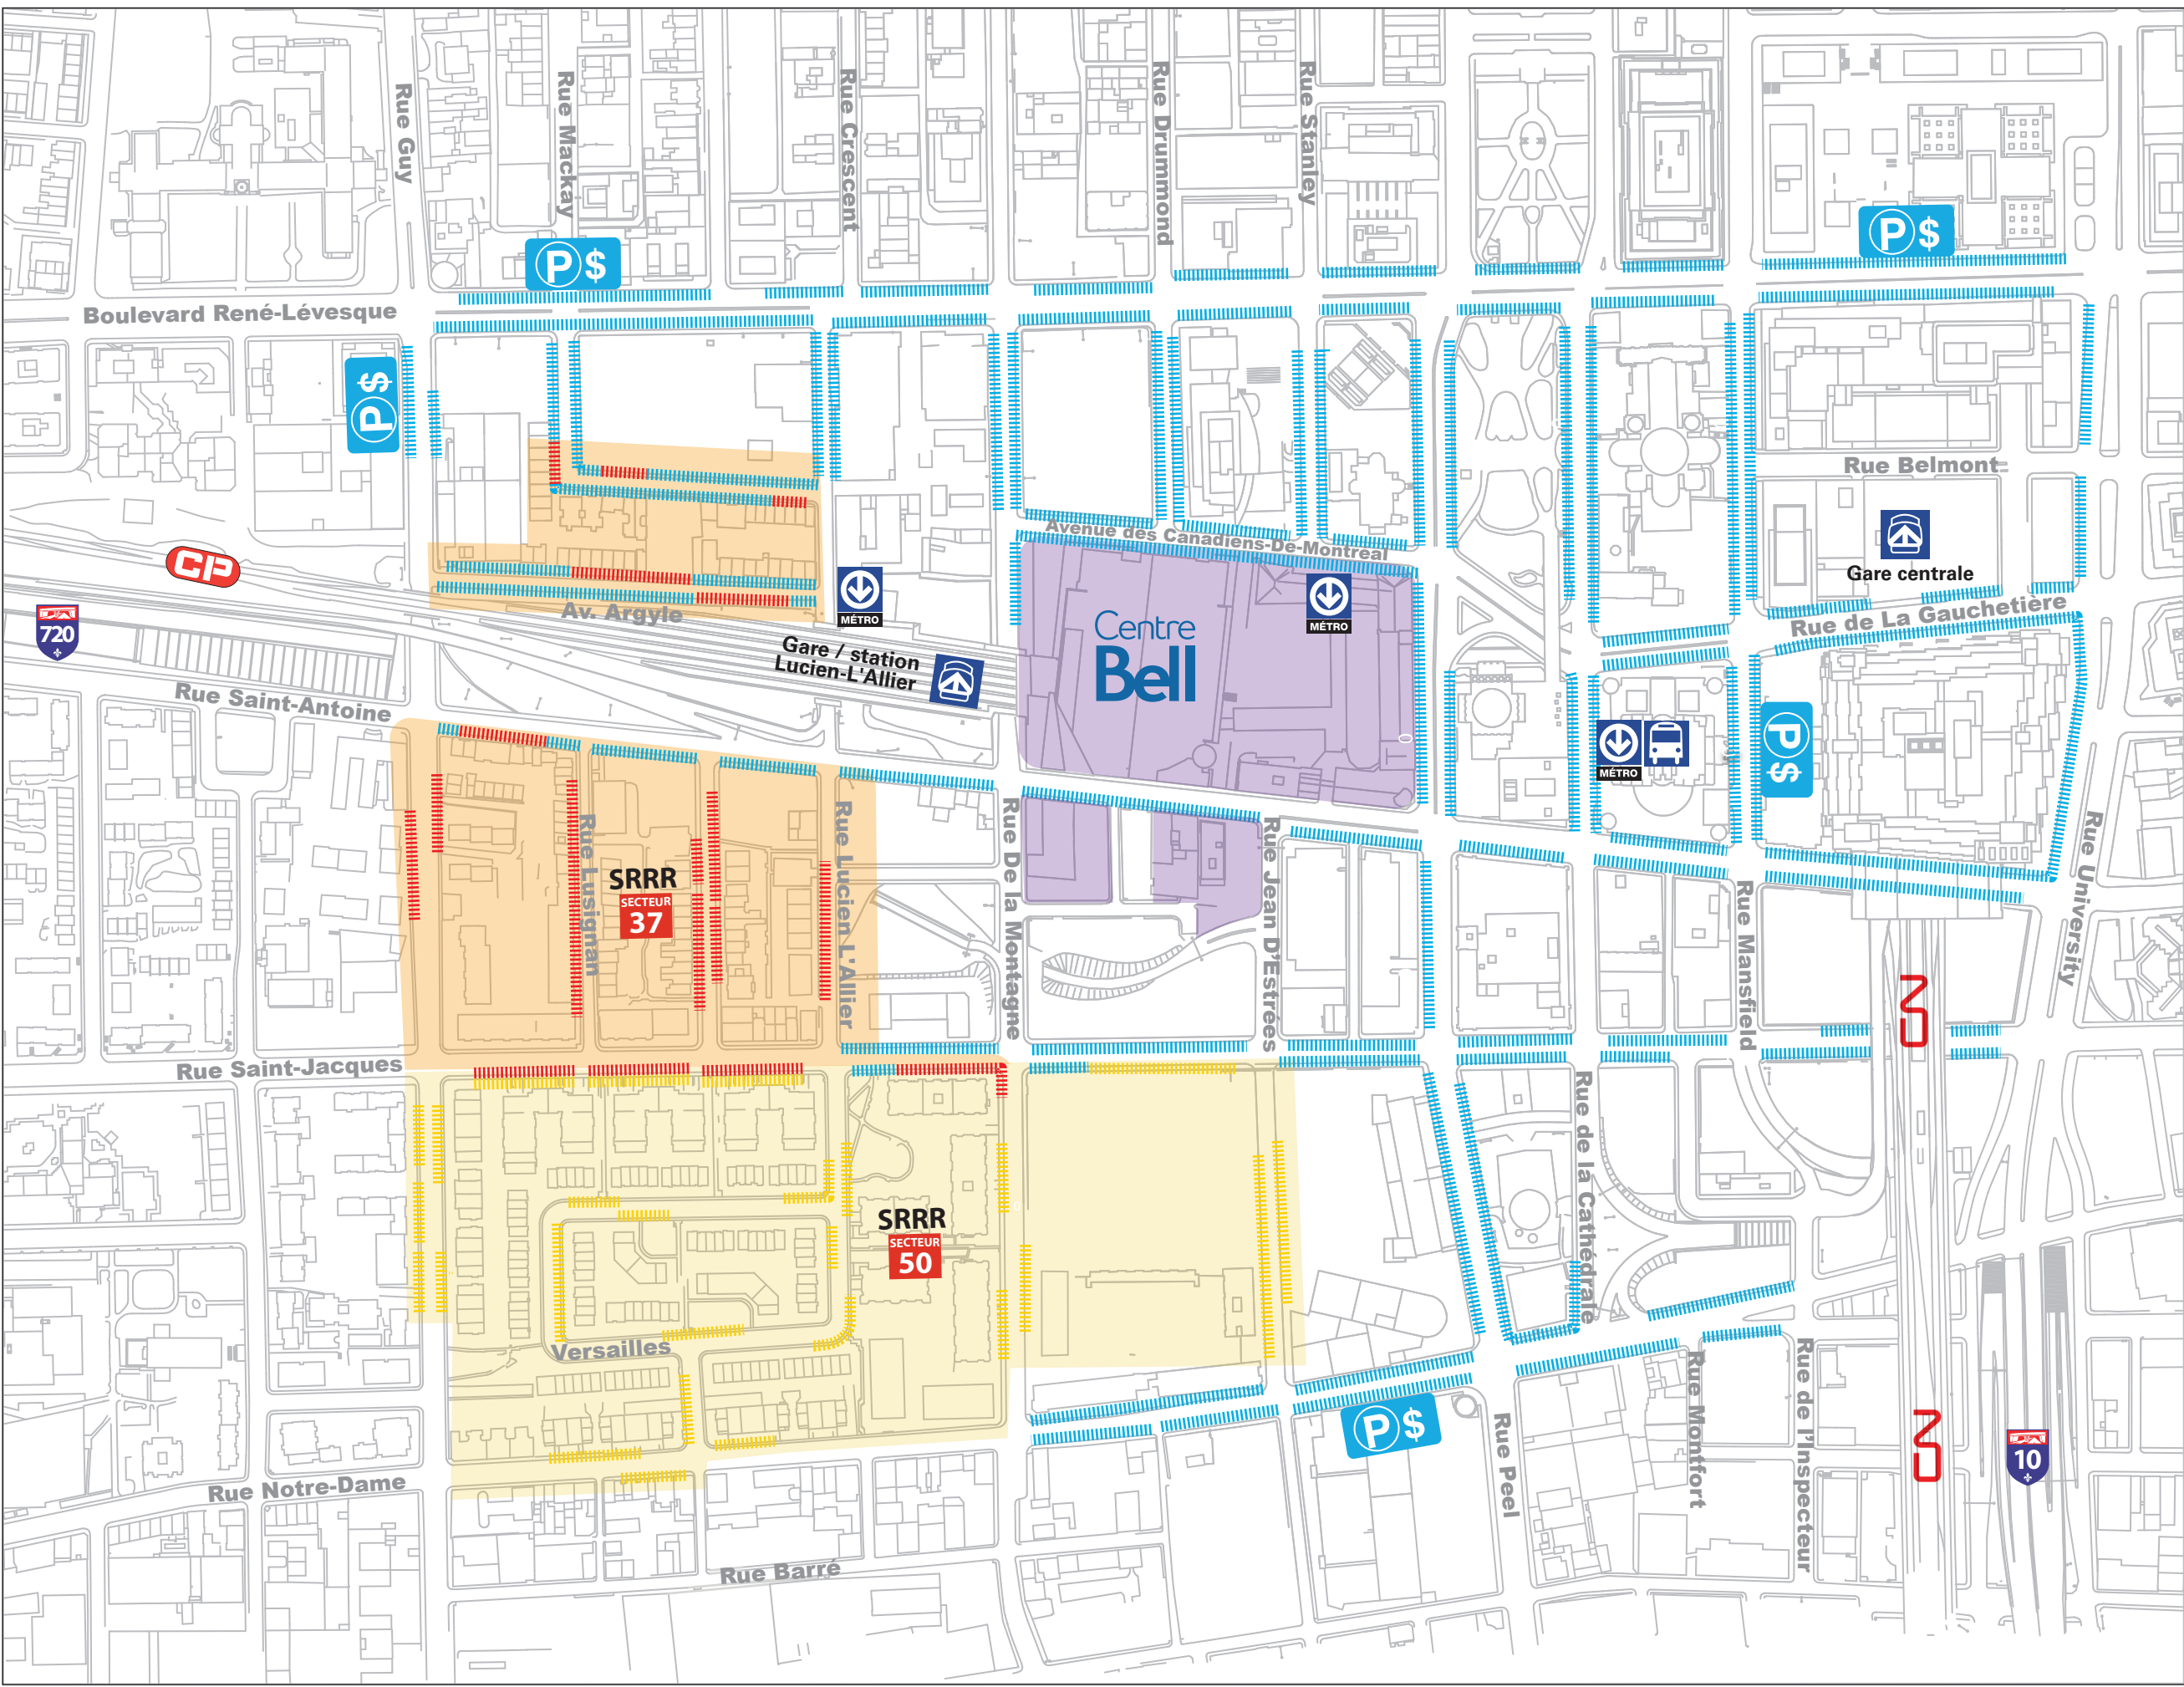 Rue Guy
Rue Mackay
Rue Crescent
Rue Drummond
Rue Stanley
P $
P $
Boulevard René-Lévesque
P $
Rue Belmont
Avenue des Canadiens-De-Montreal
Gare centrale
CP
MÉTRO
MÉTRO
Av. Argyle
720
Centre
Bell
Rue de La Gauchetière
Gare / station
Lucien-L'Allier
Rue Saint-Antoine
MÉTRO
P $
Rue Lusignan
Rue Lucien L'Allier
Rue De la Montagne
Rue Jean D'Estrées
Rue Mansfield
Rue University
SRRR
SECTEUR
37
CN
Rue Saint-Jacques
Rue de la Cathédrale
SRRR
SECTEUR
50
Versailles
Rue Montfort
Rue de l'Inspecteur
P $
Rue Peel
CN
10
Rue Notre-Dame
Rue Barré